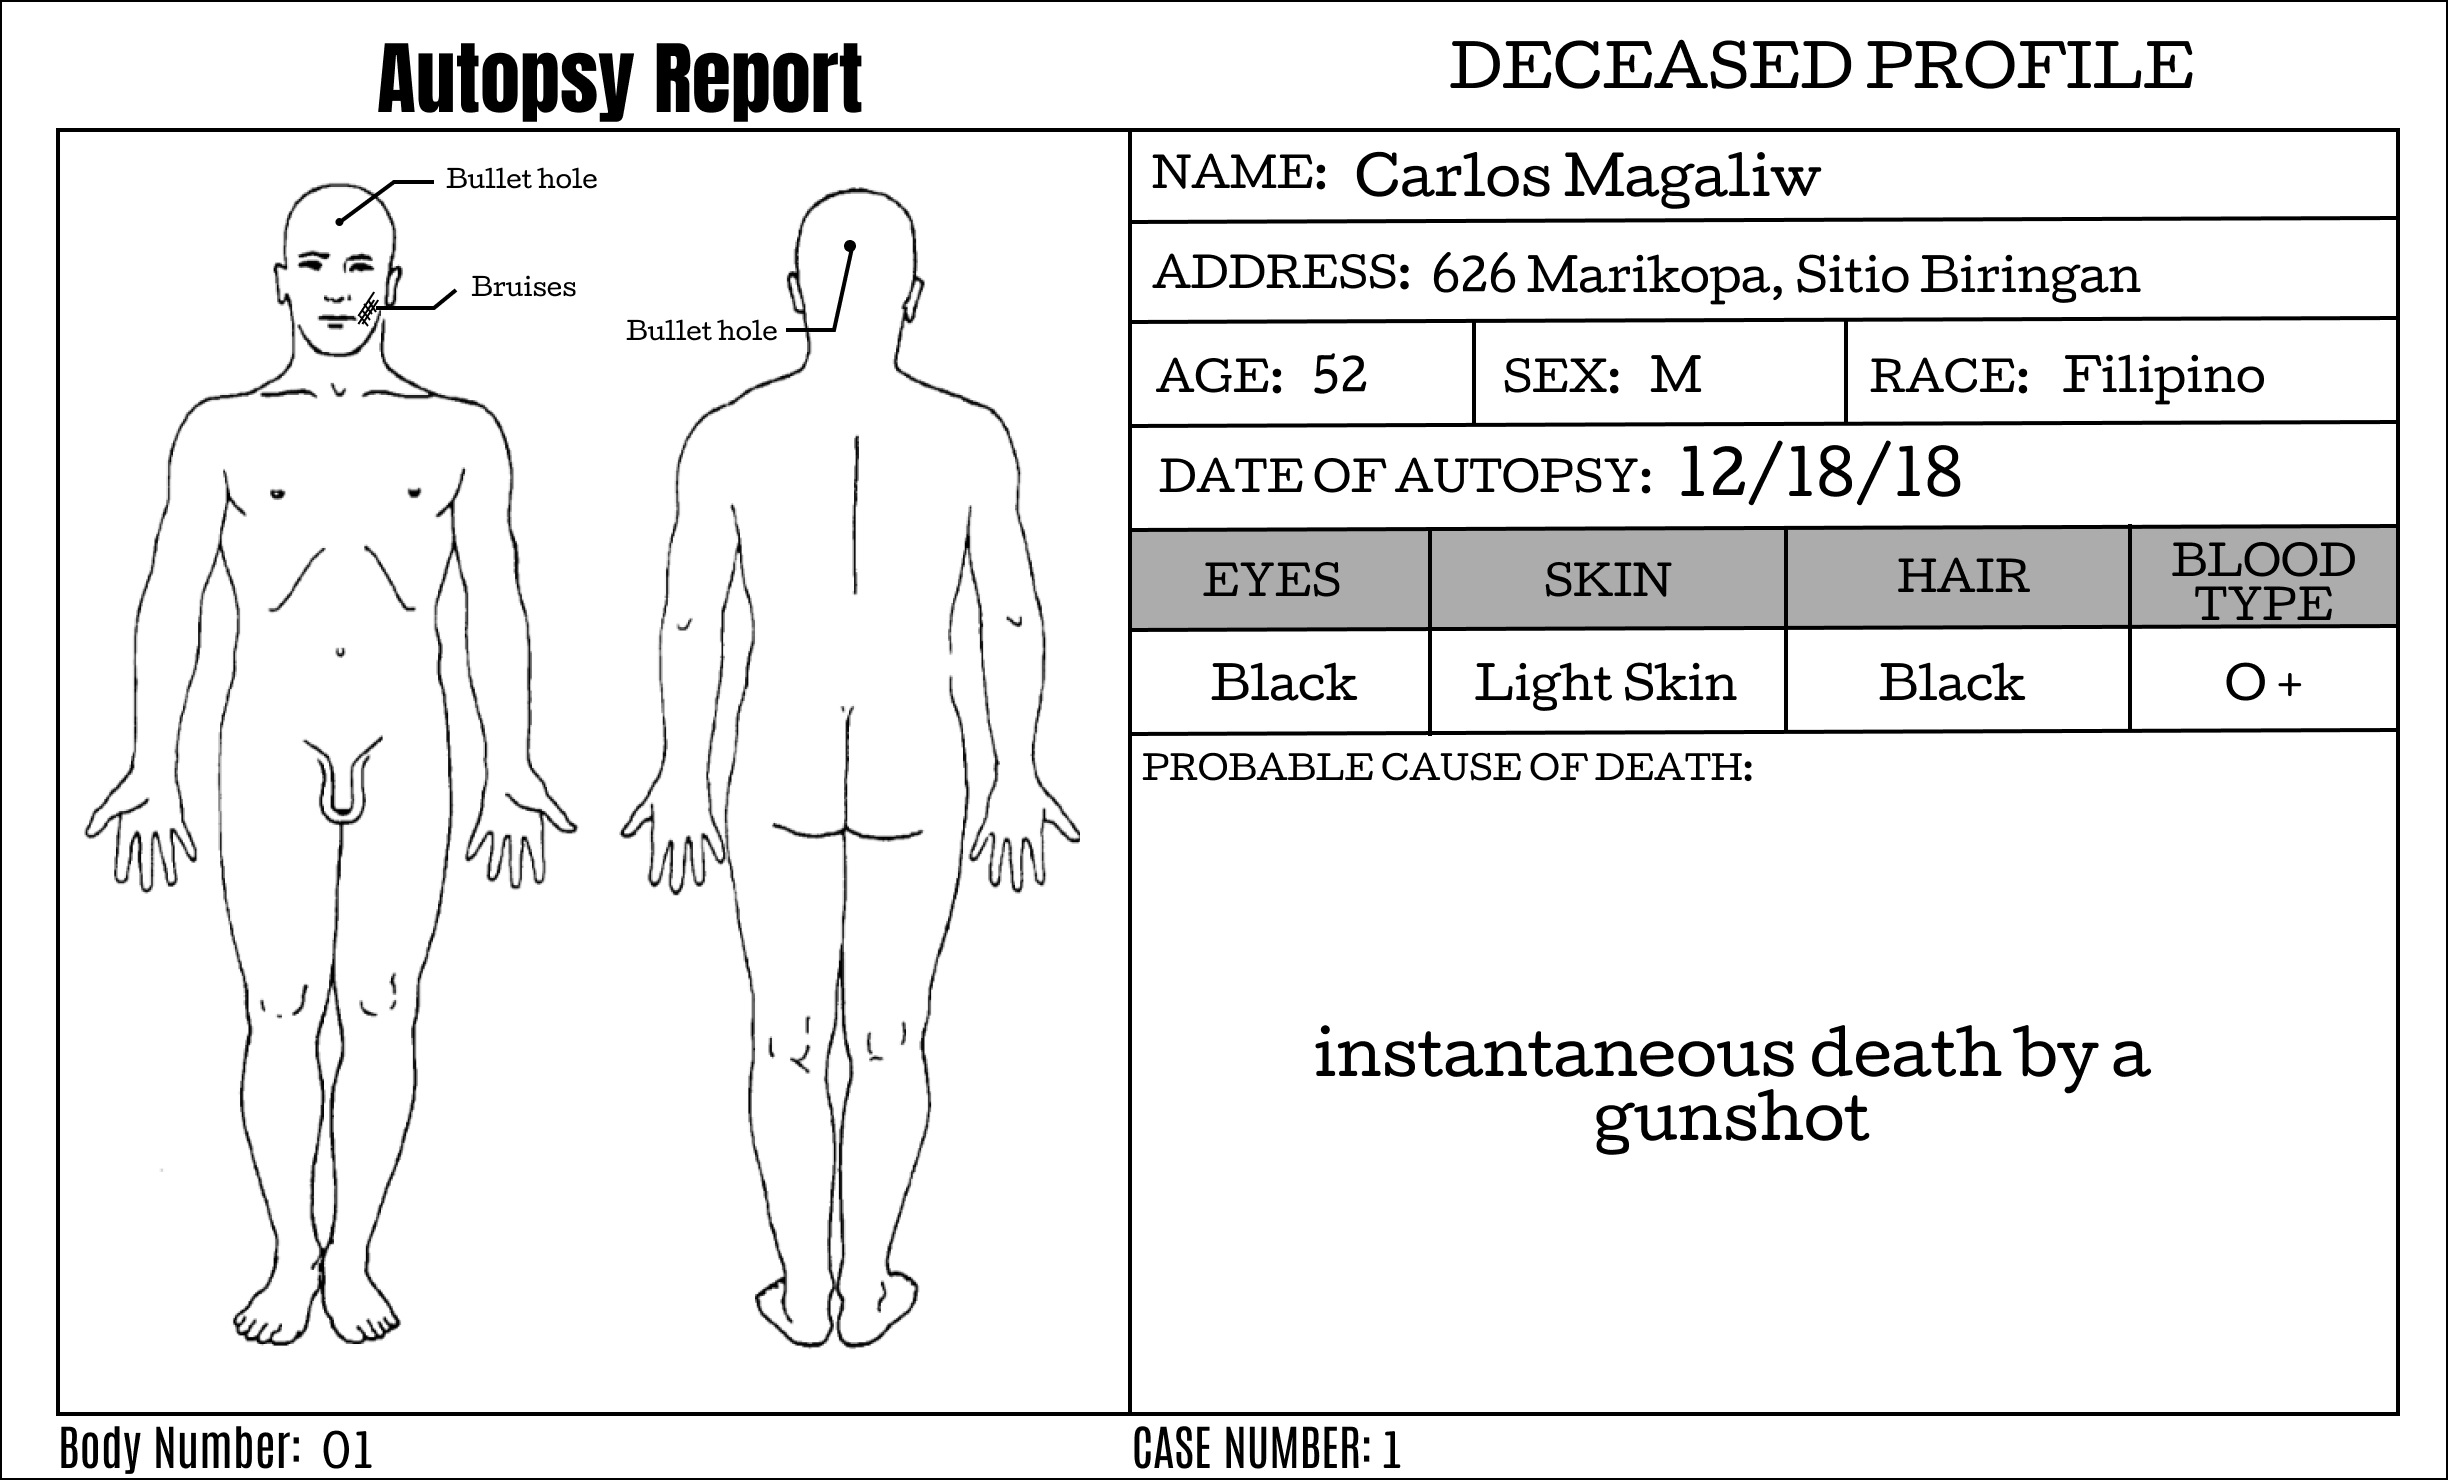 Autopsy Report
DECEASED PROFILE
Bullet hole
Bruises
Bullet hole
NAME: Carlos Magaliw
ADDRESS: 626 Marikopa, Sitio Biringan
AGE: 52 SEX: M RACE: Filipino
DATE OF AUTOPSY: 12/18/18
EYES SKIN HAIR BLOOD
TYPE
Black Light Skin Black O +
PROBABLE CAUSE OF DEATH:
instantaneous death by a
gunshot
Body Number: 01
CASE NUMBER: 1